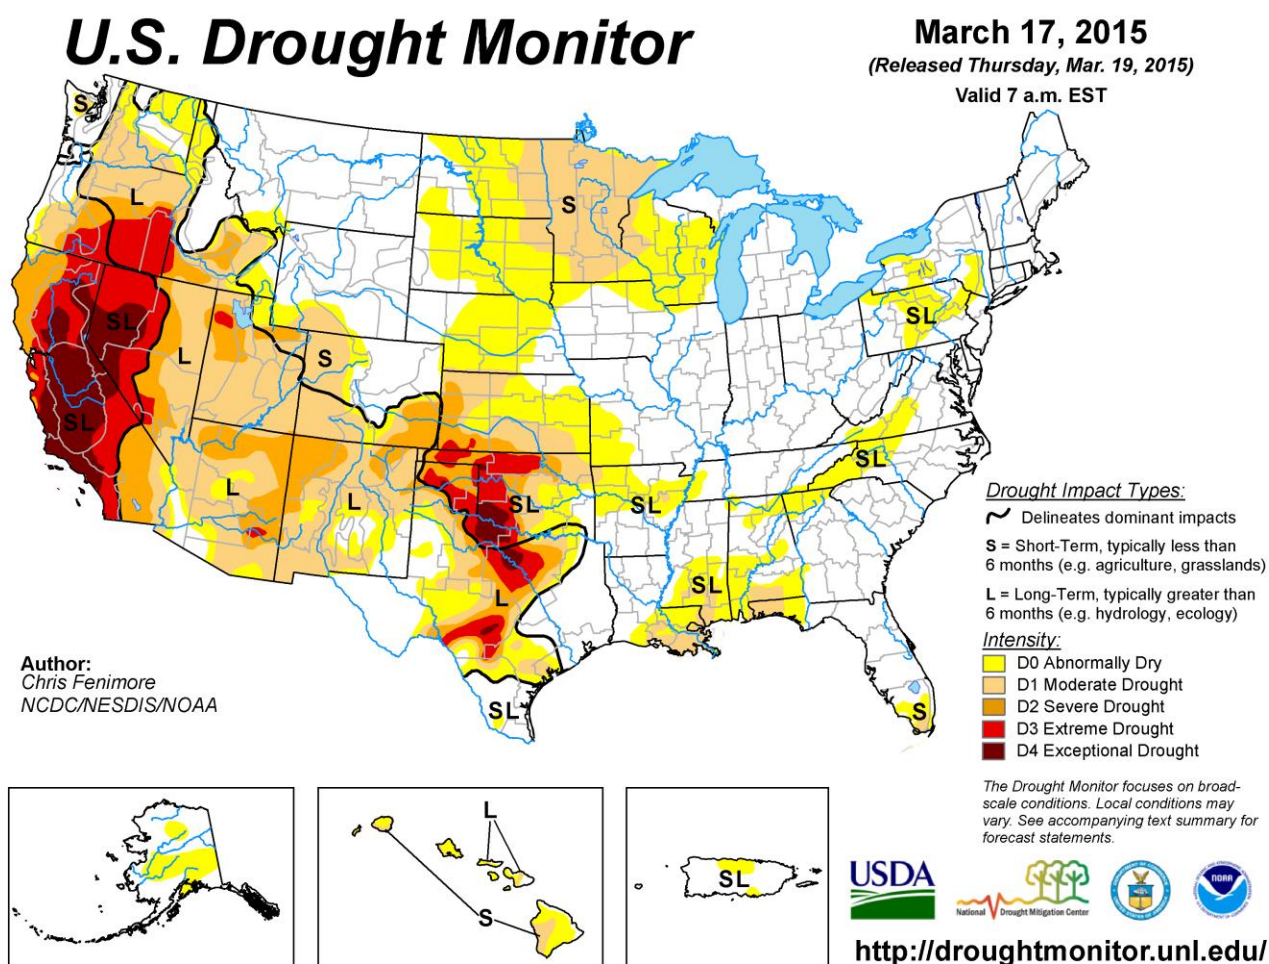 U.S. Drought Monitor
March 17, 2015
(Released Thursday, Mar. 19, 2015)
Valid 7 a.m. EST
S
L
S
SL
L
S
SL
SL
SL
L
L
SL
SL
SL
L
SL
S
Drought Impact Types:
Delineates dominant impacts
S = Short-Term, typically less than
6 months (e.g. agriculture, grasslands)
L = Long-Term, typically greater than
6 months (e.g. hydrology, ecology)
Intensity:
D0 Abnormally Dry
D1 Moderate Drought
D2 Severe Drought
D3 Extreme Drought
D4 Exceptional Drought
Author:
Chris Fenimore
NCDC/NESDIS/NOAA
The Drought Monitor focuses on broad-
scale conditions. Local conditions may
vary. See accompanying text summary for
forecast statements.
L
S
SL
USDA
National Drought Mitigation Center
NOAA
http://droughtmonitor.unl.edu/